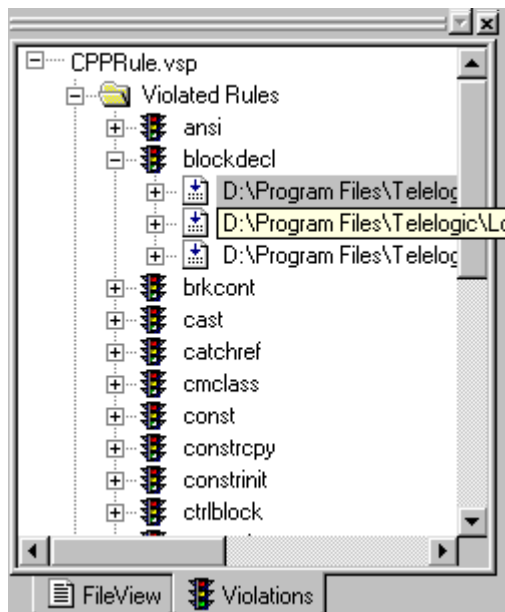 CPPRule.vsp
Violated Rules
ansi
blockdecl
D:\Program Files\Telelog
D:\Program Files\Telelogic\Lo
D:\Program Files\Telelog
brkcont
cast
catchref
cmclass
const
constrcpy
constrinit
ctrlblock
FileView Violations